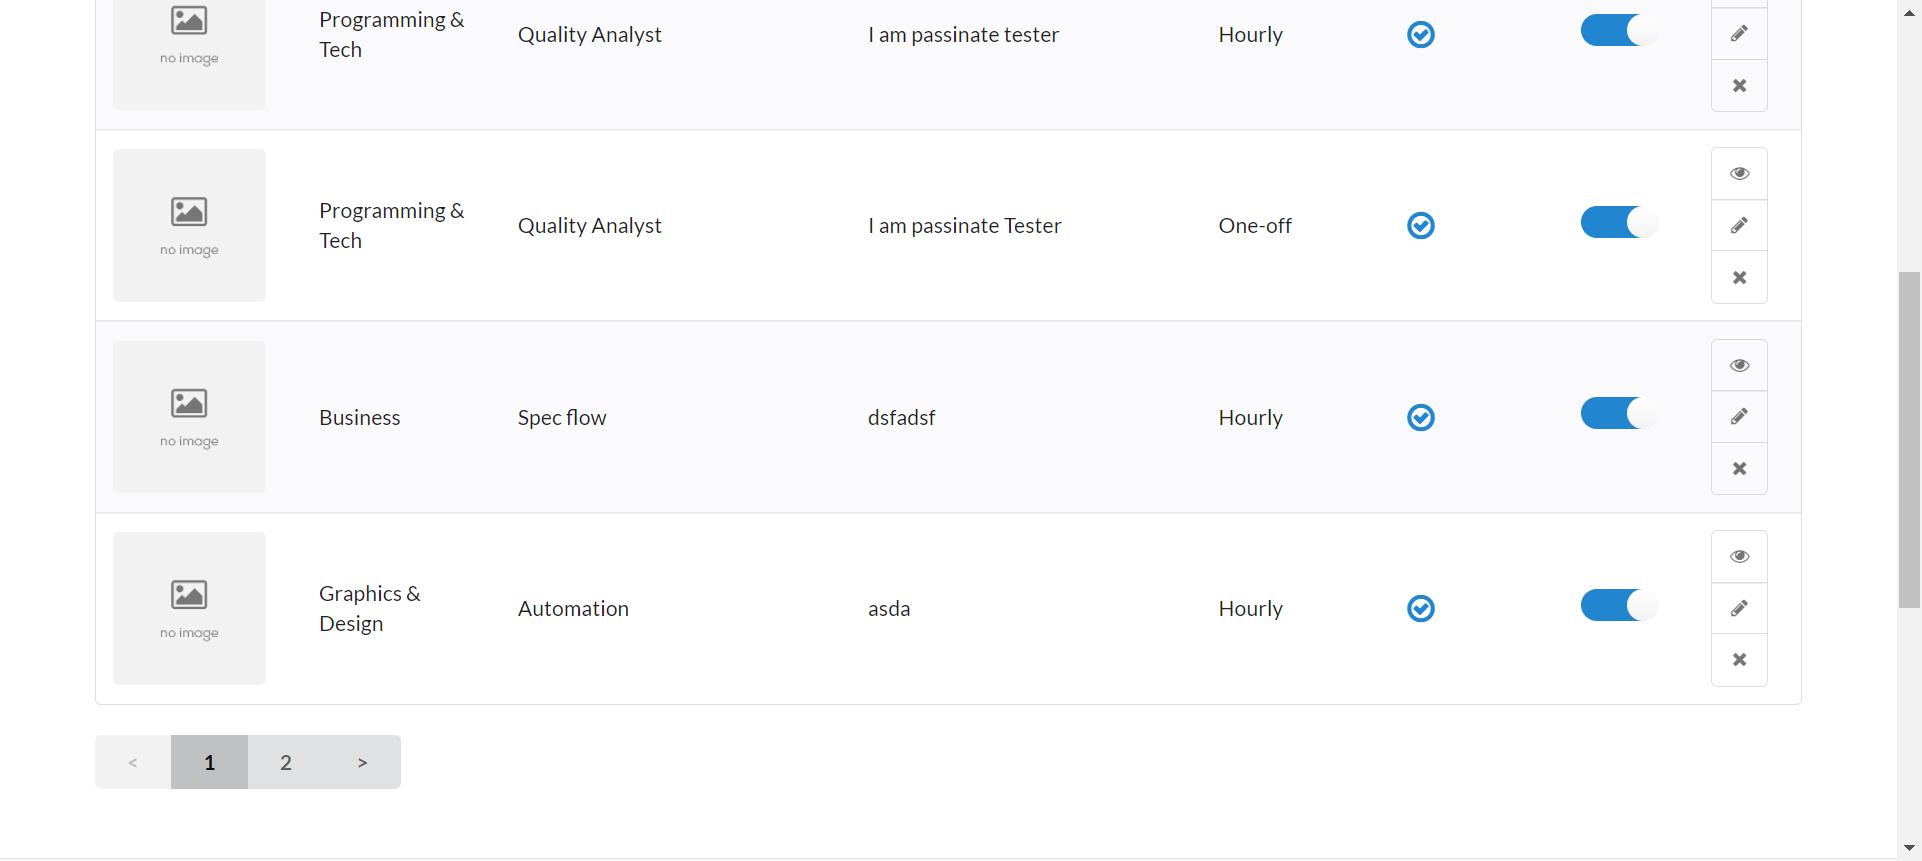 no image
Programming &
Tech
Quality Analyst
I am passinate tester
Hourly
no image
Programming &
Tech
Quality Analyst
I am passinate Tester
One-off
no image
Business
Spec flow
dsfadsf
Hourly
no image
Graphics &
Design
Automation
asda
Hourly
< 1 2 >